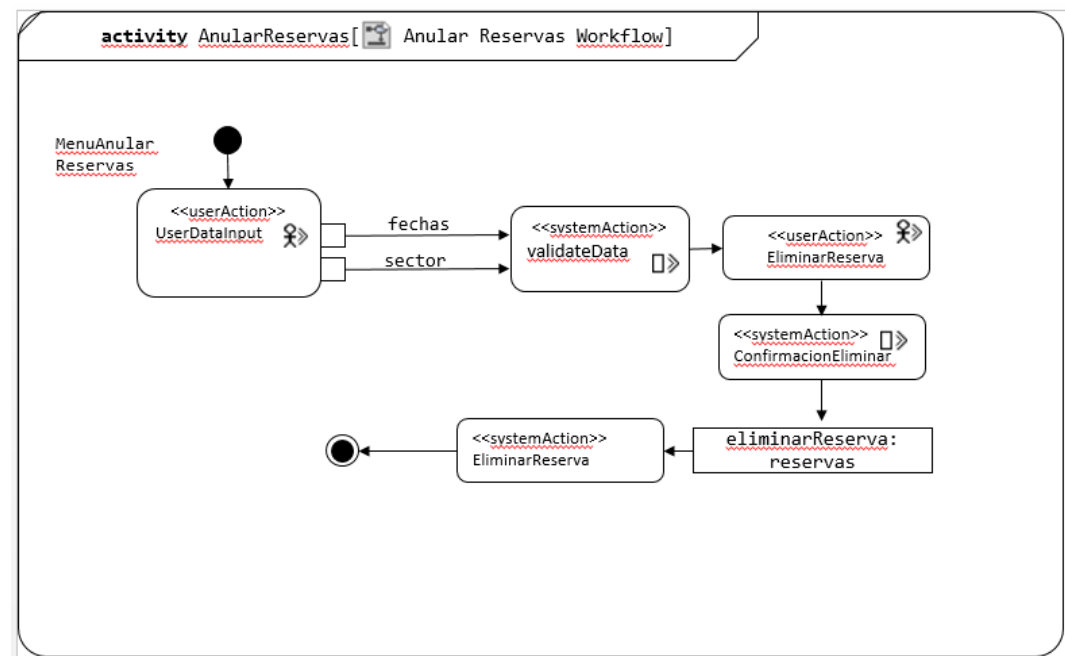 activity AnularReservas[ Anular Reservas Workflow]
MenuAnular
Reservas
<<userAction>>
UserDataInput
fechas
sector
<<systemAction>>
validateData
<<userAction>>
EliminarReserva
<<systemAction>>
ConfirmacionEliminar
eliminarReserva:
reservas
<<systemAction>>
EliminarReserva